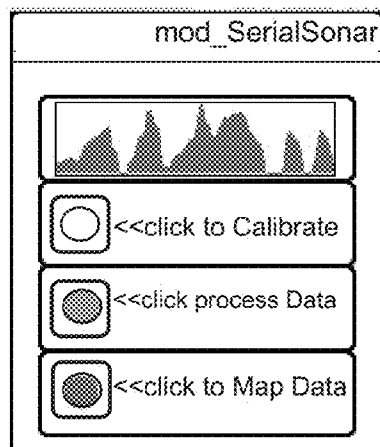 mod_SerialSonar
<<click to Calibrate
<<click process Data
<<click to Map Data